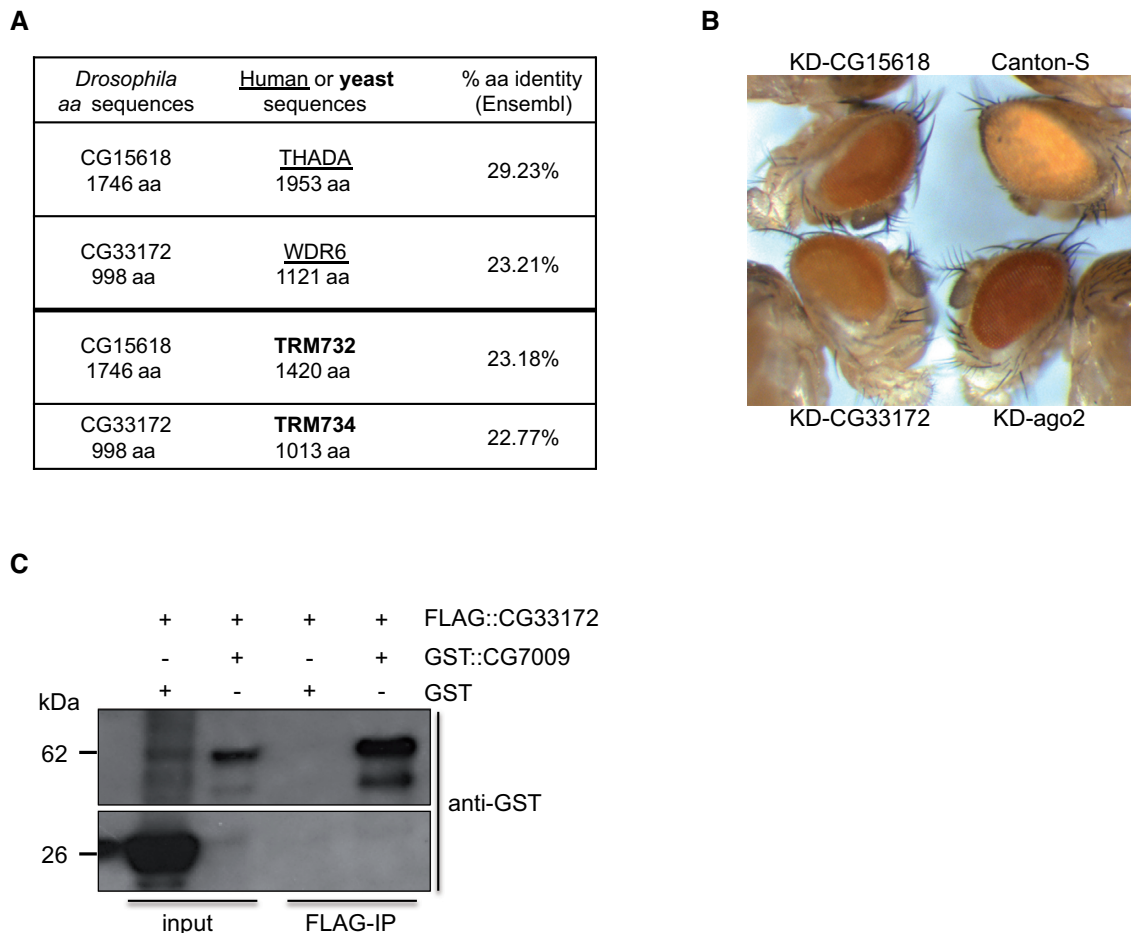 A
Drosophila aa sequences
Human or yeast sequences
% aa identity (Ensembl)
CG15618 1746 aa
THADA 1953 aa
29.23%
CG33172 998 aa
WDR6 1121 aa
23.21%
CG15618 1746 aa
TRM732 1420 aa
23.18%
CG33172 998 aa
TRM734 1013 aa
22.77%
B
KD-CG15618 Canton-S
KD-CG33172 KD-ago2
C
+ + + + FLAG::CG33172
- + - + GST::CG7009
+ - + - GST
kDa
62
26
anti-GST
input FLAG-IP